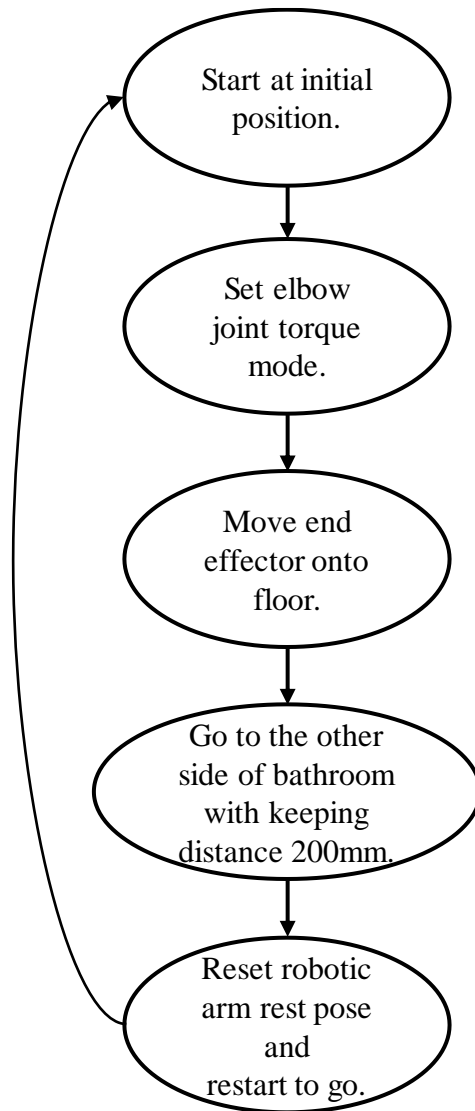 Start at initial
position.
Set elbow
joint torque
mode.
Move end
effector onto
floor.
Go to the other
side of bathroom
with keeping
distance 200mm.
Reset robotic
arm rest pose
and
restart to go.